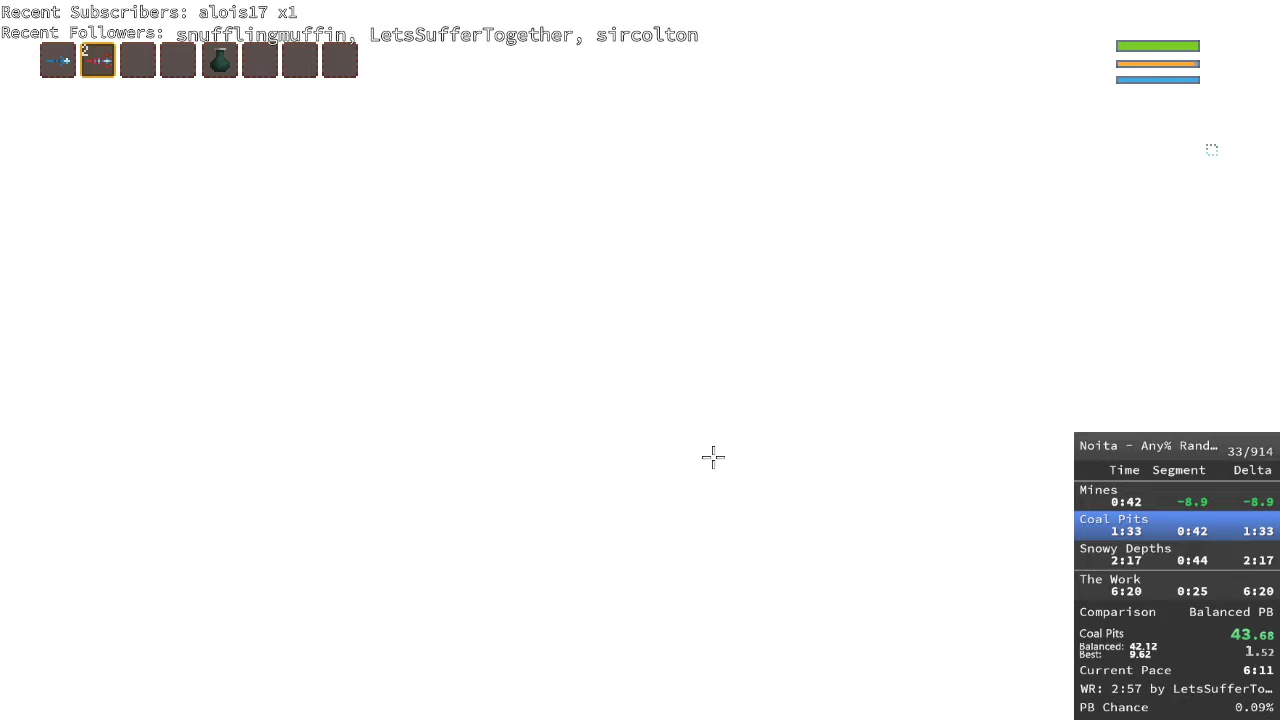 Recent Subscribers: alois17 x1
Recent Followers: snufflingmuffin, LetsSufferTogether, sircolton
2
Noita - Any% Rand… 33/914
Time Segment Delta
Mines
0:42 -8.9 -8.9
Coal Pits
1:33 0:42 1:33
Snowy Depths
2:17 0:44 2:17
The Work
6:20 0:25 6:20
Comparison Balanced PB
Coal Pits 43.68
Balanced: 42.12
Best: 9.62 1.52
Current Pace 6:11
WR: 2:57 by LetsSufferTo…
PB Chance 0.09%